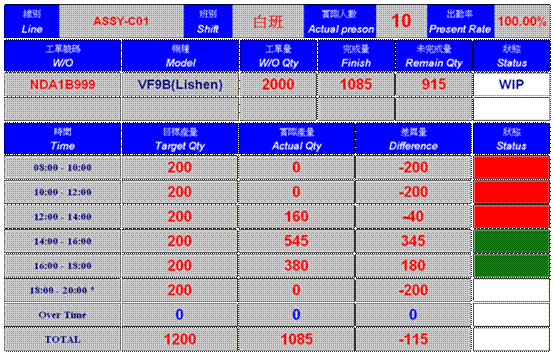 線別 ASSY-C01 班別 白班 實際人數 10 出勤率 100.00%
Line Shift Actual preson Present Rate
工單號碼 機種 工單量 完成量 未完成量 狀態
W/O Model W/O Qty Finish Remain Qty Status
NDA1B999 VF9B(Lishen) 2000 1085 915 WIP
時間 目標產量 實際產量 差異量 狀態
Time Target Qty Actual Qty Difference Status
08:00 - 10:00 200 0 -200
10:00 - 12:00 200 0 -200
12:00 - 14:00 200 160 -40
14:00 - 16:00 200 545 345
16:00 - 18:00 200 380 180
18:00 - 20:00 * 200 0 -200
Over Time 0 0 0
TOTAL 1200 1085 -115